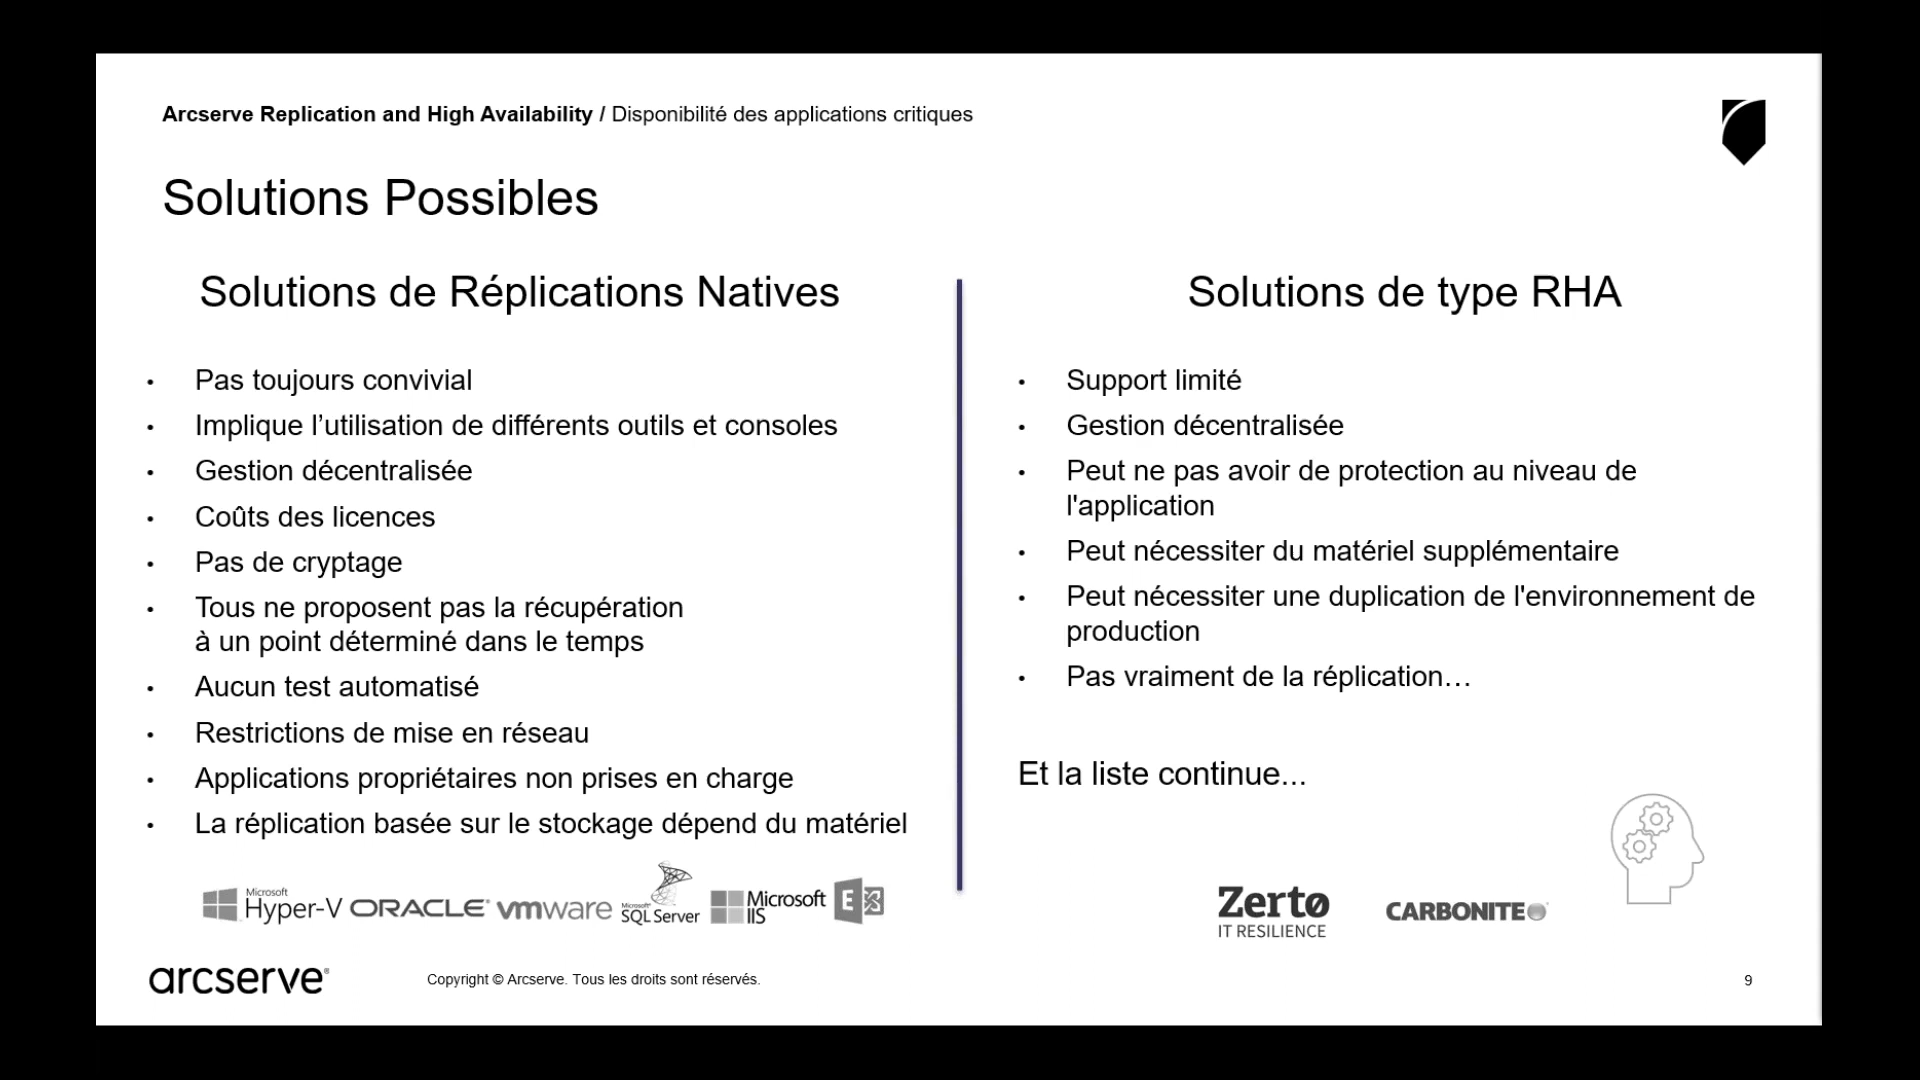 Arcserve Replication and High Availability / Disponibilité des applications critiques
Solutions Possibles
Solutions de Réplications Natives
• Pas toujours convivial
• Implique l’utilisation de différents outils et consoles
• Gestion décentralisée
• Coûts des licences
• Pas de cryptage
• Tous ne proposent pas la récupération
à un point déterminé dans le temps
• Aucun test automatisé
• Restrictions de mise en réseau
• Applications propriétaires non prises en charge
• La réplication basée sur le stockage dépend du matériel
Microsoft
Hyper-V
ORACLE®
vmware
Microsoft®
SQL Server
Microsoft
IIS
E
Solutions de type RHA
• Support limité
• Gestion décentralisée
• Peut ne pas avoir de protection au niveau de
l'application
• Peut nécessiter du matériel supplémentaire
• Peut nécessiter une duplication de l'environnement de
production
• Pas vraiment de la réplication…
Et la liste continue...
Zerto
IT RESILIENCE
CARBONITE
arcserve®
Copyright © Arcserve. Tous les droits sont réservés.
9